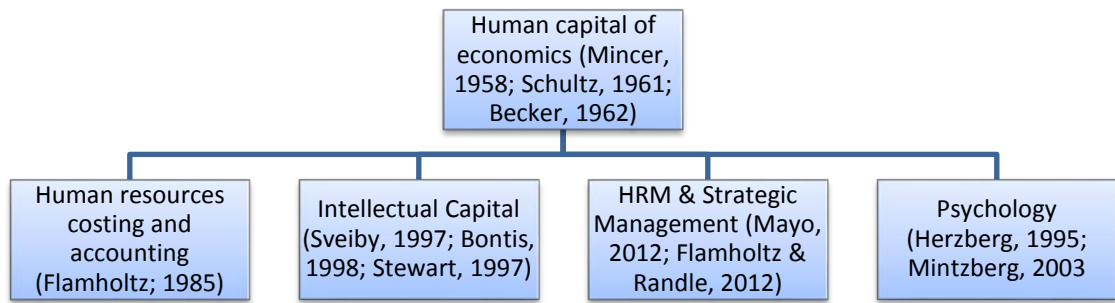 Human capital of
economics (Mincer,
1958; Schultz, 1961;
Becker, 1962)
Human resources
costing and
accounting
(Flamholtz; 1985)
Intellectual Capital
(Sveiby, 1997; Bontis,
1998; Stewart, 1997)
HRM & Strategic
Management (Mayo,
2012; Flamholtz &
Randle, 2012)
Psychology
(Herzberg, 1995;
Mintzberg, 2003